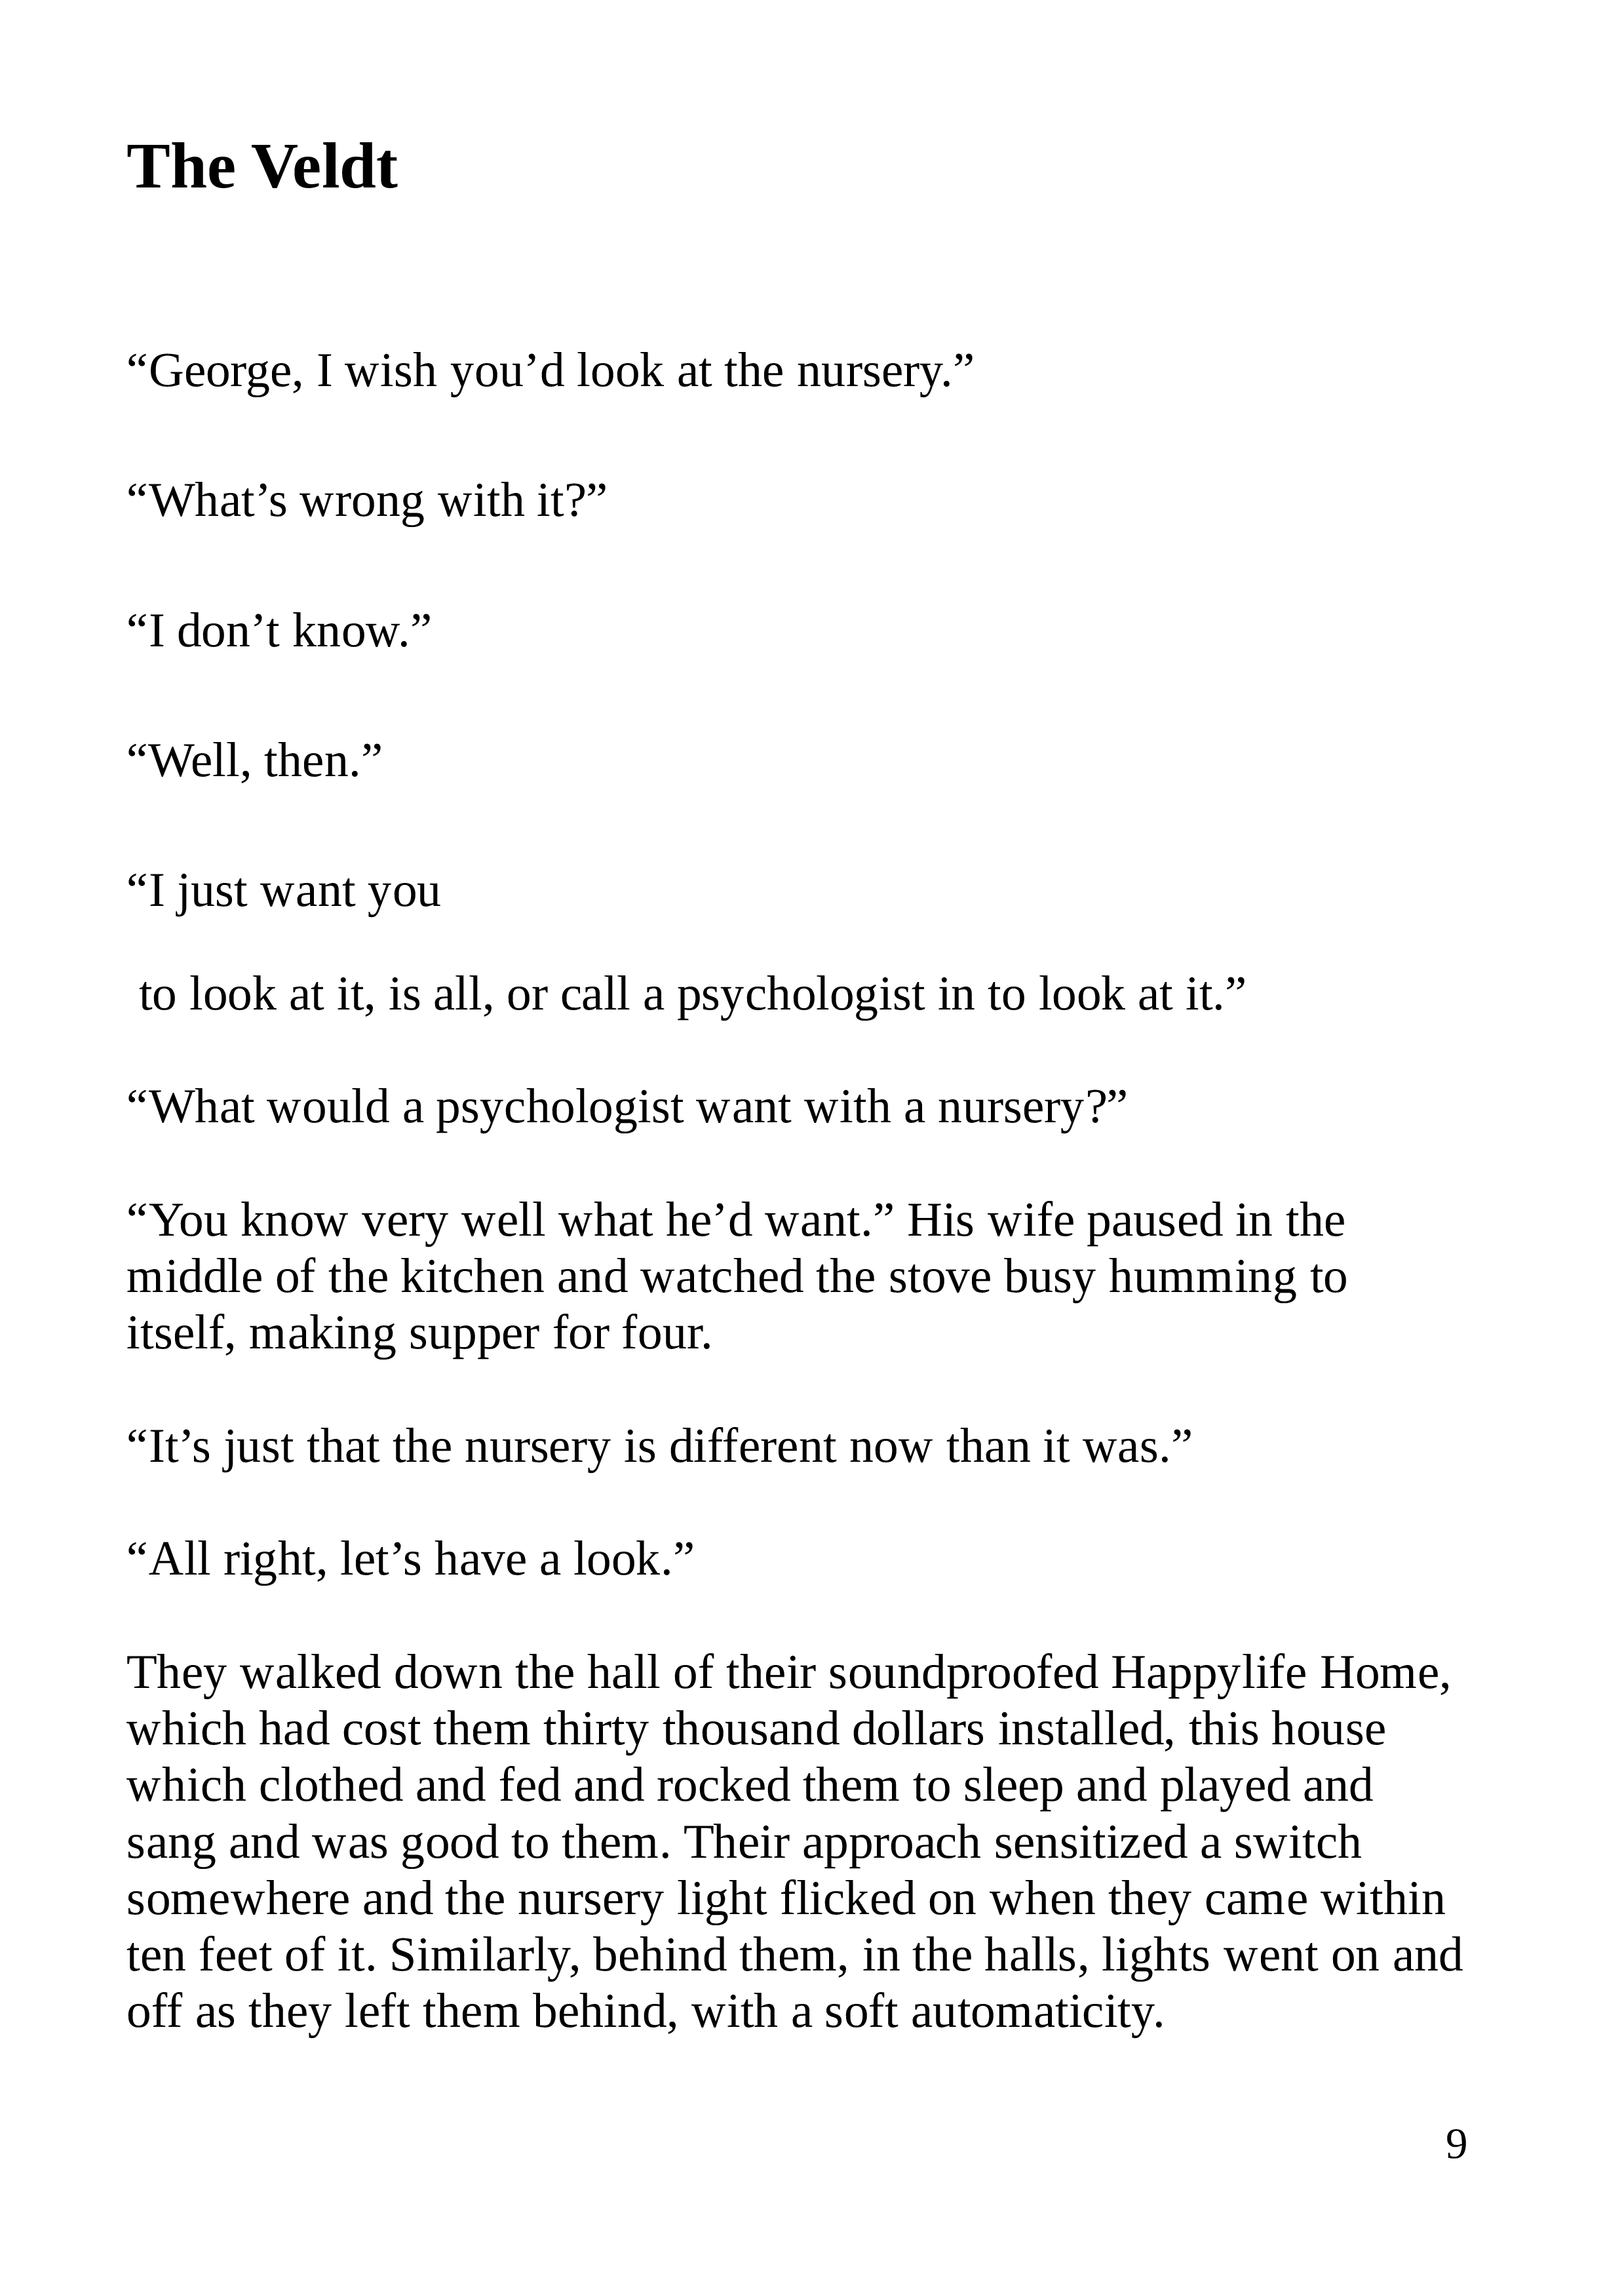 The Veldt
“George, I wish you’d look at the nursery.”
“What’s wrong with it?”
“I don’t know.”
“Well, then.”
“I just want you
to look at it, is all, or call a psychologist in to look at it.”
“What would a psychologist want with a nursery?”
“You know very well what he’d want.” His wife paused in the
middle of the kitchen and watched the stove busy humming to
itself, making supper for four.
“It’s just that the nursery is different now than it was.”
“All right, let’s have a look.”
They walked down the hall of their soundproofed Happylife Home,
which had cost them thirty thousand dollars installed, this house
which clothed and fed and rocked them to sleep and played and
sang and was good to them. Their approach sensitized a switch
somewhere and the nursery light flicked on when they came within
ten feet of it. Similarly, behind them, in the halls, lights went on and
off as they left them behind, with a soft automaticity.
9